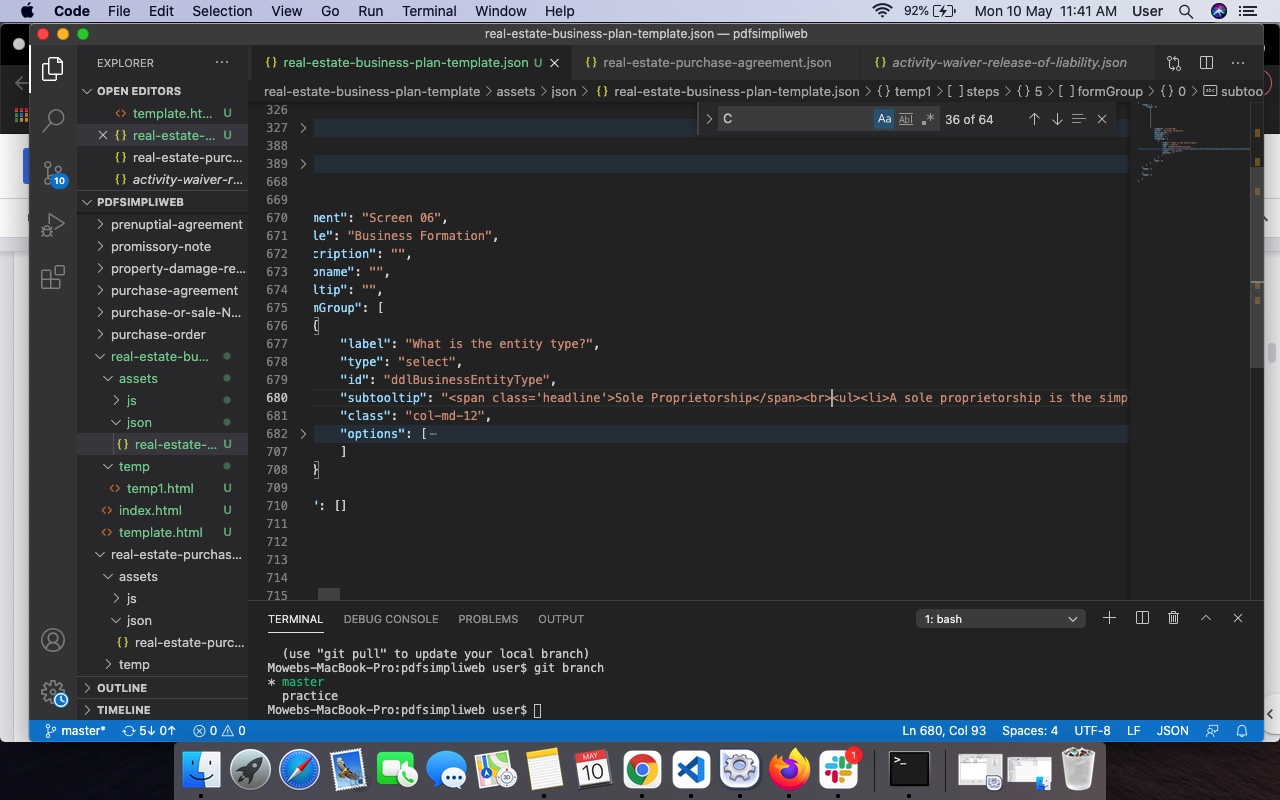 Code File Edit Selection View Go Run Terminal Window Help 92% Mon 10 May 11:41 AM User
real-estate-business-plan-template.json — pdfsimpliweb
EXPLORER
OPEN EDITORS
template.ht... U
real-estate-... U
real-estate-purc...
activity-waiver-r...
10
PDFSIMPLIWEB
prenuptial-agreement
promissory-note
property-damage-re...
purchase-agreement
purchase-or-sale-N...
purchase-order
real-estate-bu...
assets
js
json
real-estate-... U
temp
temp1.html U
index.html U
template.html U
real-estate-purchas...
assets
js
json
real-estate-purc...
temp
OUTLINE
TIMELINE
real-estate-business-plan-template.json U
real-estate-purchase-agreement.json
activity-waiver-release-of-liability.json
real-estate-business-plan-template > assets > json > {} real-estate-business-plan-template.json > {} temp1 > [ ] steps > {} 5 > [ ] formGroup > {} 0 > abc subtoo
C Aa Abl .* 36 of 64
326
327
388
389
668
669
670 ment": "Screen 06",
671 le": "Business Formation",
672 cription": "",
673 oname": "",
674 ltip": "",
675 mGroup": [
676 {
677 "label": "What is the entity type?",
678 "type": "select",
679 "id": "ddlBusinessEntityType",
680 "subtooltip": "<span class='headline'>Sole Proprietorship</span><br><ul><li>A sole proprietorship is the simp
681 "class": "col-md-12",
682 "options": [⋯
707 ]
708 }
709
710 ": []
711
712
713
714
715
TERMINAL DEBUG CONSOLE PROBLEMS OUTPUT 1: bash
(use "git pull" to update your local branch)
Mowebs-MacBook-Pro:pdfsimpliweb user$ git branch
* master
practice
Mowebs-MacBook-Pro:pdfsimpliweb user$
master* 5↓ 0↑ 0 0 Ln 680, Col 93 Spaces: 4 UTF-8 LF JSON
MAY
10
1